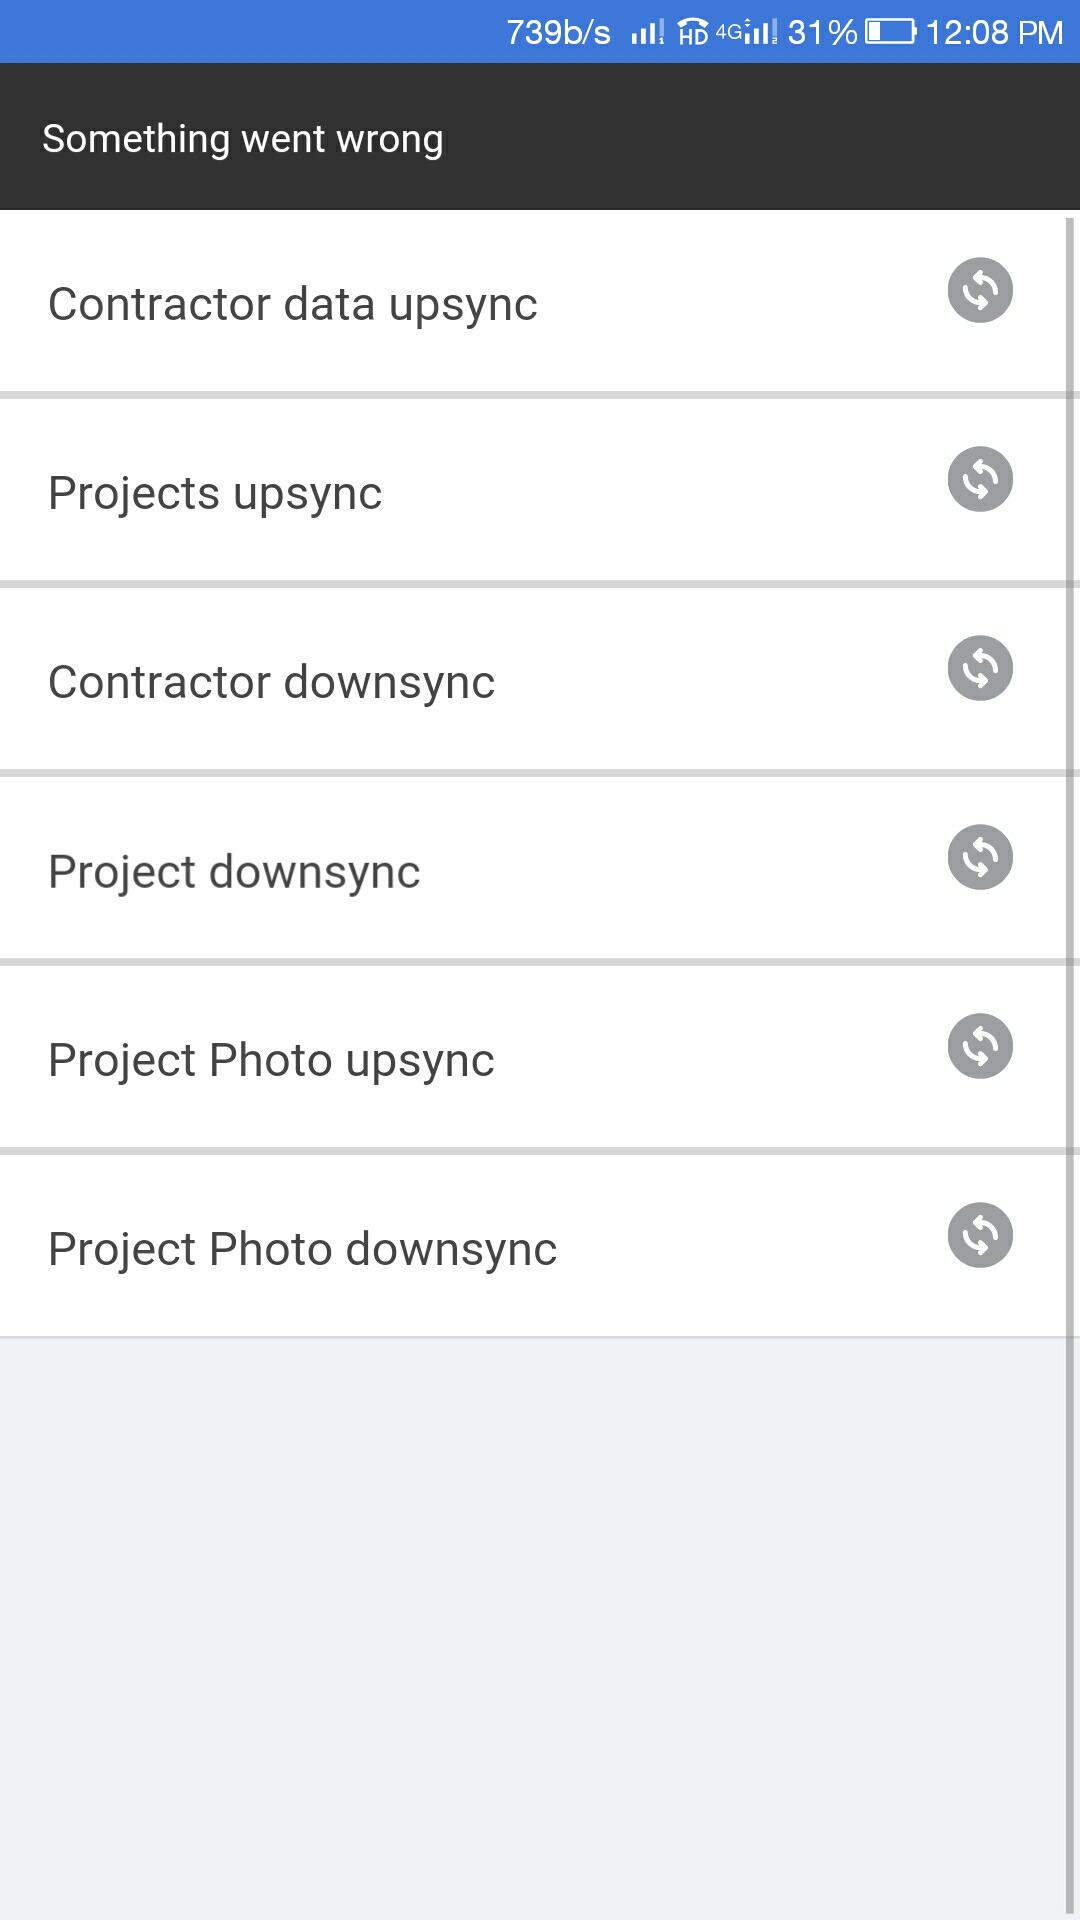 739b/s HD 4G 31% 12:08 PM
Something went wrong
Contractor data upsync
Projects upsync
Contractor downsync
Project downsync
Project Photo upsync
Project Photo downsync